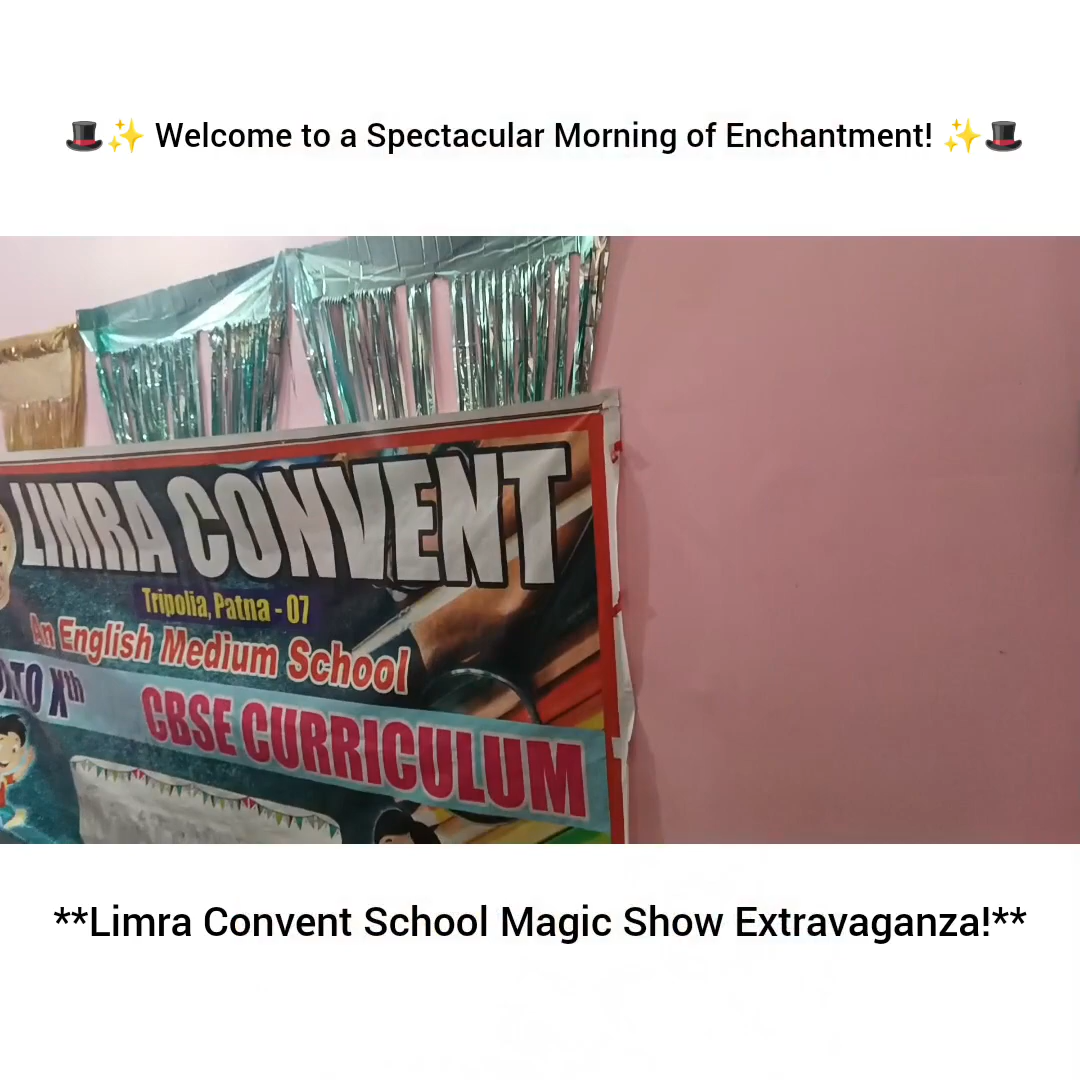 🎩✨ Welcome to a Spectacular Morning of Enchantment! ✨🎩
LIMRA CONVENT
Tripolia, Patna - 07
An English Medium School
TO Xth
CBSE CURRICULUM
**Limra Convent School Magic Show Extravaganza!**